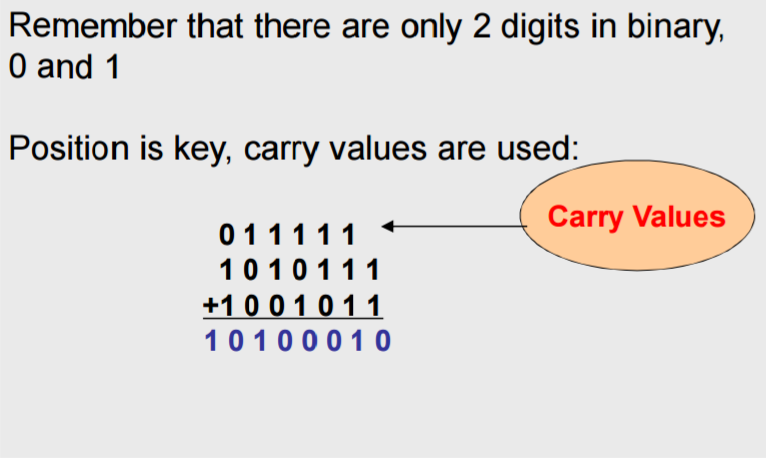 Remember that there are only 2 digits in binary,
0 and 1
Position is key, carry values are used:
Carry Values
0 1 1 1 1 1
1 0 1 0 1 1 1
+1 0 0 1 0 1 1
1 0 1 0 0 0 1 0